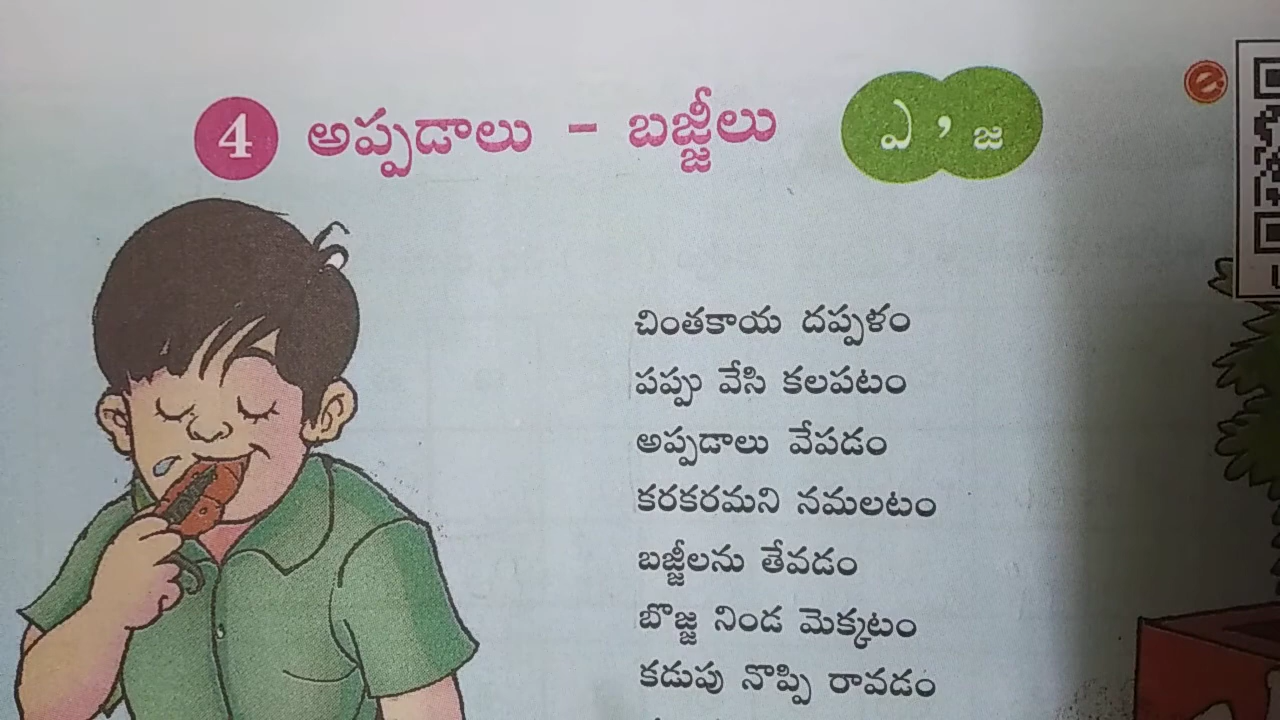 4 అప్పడాలు - బజ్జీలు ఎ , జ
చింతకాయ దప్పళం
పప్పు వేసి కలపటం
అప్పడాలు వేపడం
కరకరమని నమలటం
బజ్జీలను తేవడం
బొజ్జ నిండ మెక్కటం
కడుపు నొప్పి రావడం